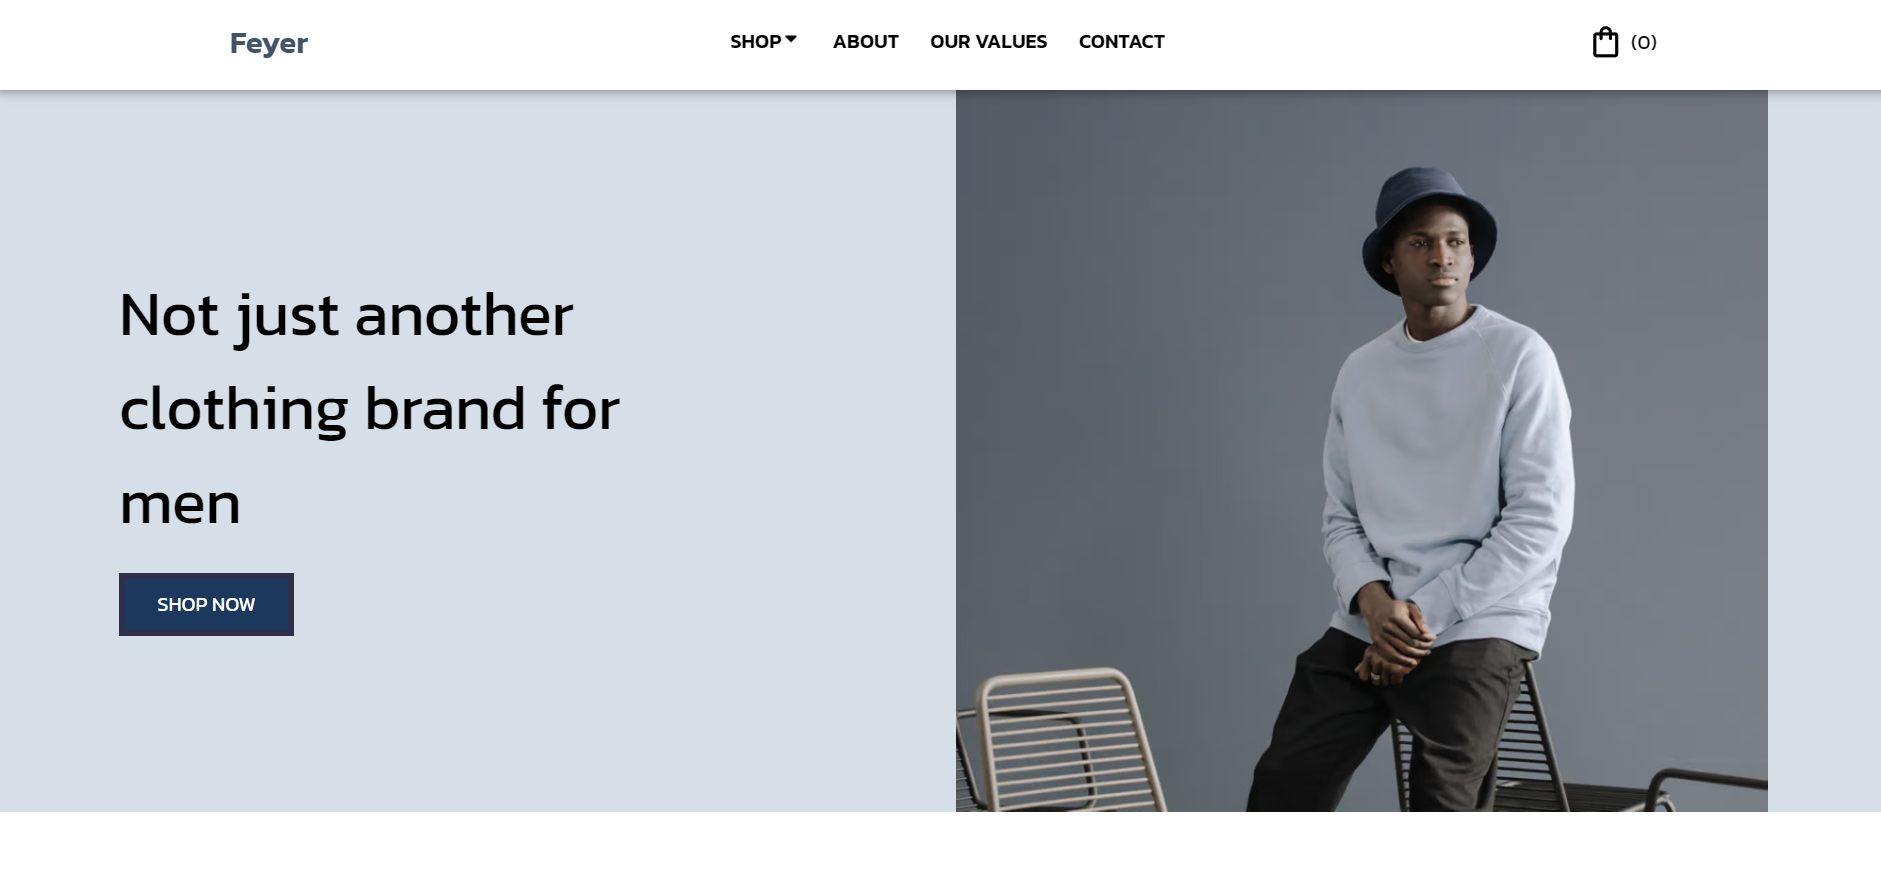 Feyer
SHOP
ABOUT
OUR VALUES
CONTACT
(0)
Not just another
clothing brand for
men
SHOP NOW